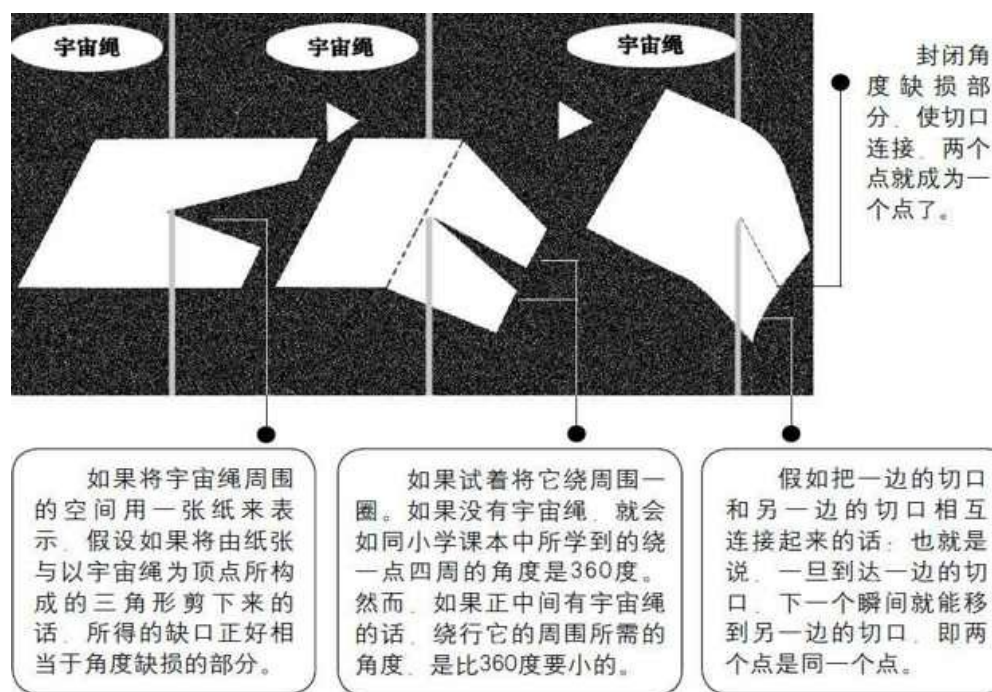 宇宙绳
宇宙绳
宇宙绳
封闭角
度缺损部
分．使切口
连接．两个
点就成为一
个点了。
如果将宇宙绳周围
的空间用一张纸来表
示．假设如果将由纸张
与以宇宙绳为顶点所构
成的三角形剪下来的
话．所得的缺口正好相
当于角度缺损的部分。
如果试着将它绕周围一
圈。如果没有宇宙绳．就会
如同小学课本中所学到的绕
一点四周的角度是360度。
然而．如果正中间有宇宙绳
的话．绕行它的周围所需的
角度．是比360度要小的。
假如把一边的切口
和另一边的切口相互
连接起来的话；也就是
说．一旦到达一边的切
口．下一个瞬间就能移
到另一边的切口．即两
个点是同一个点。